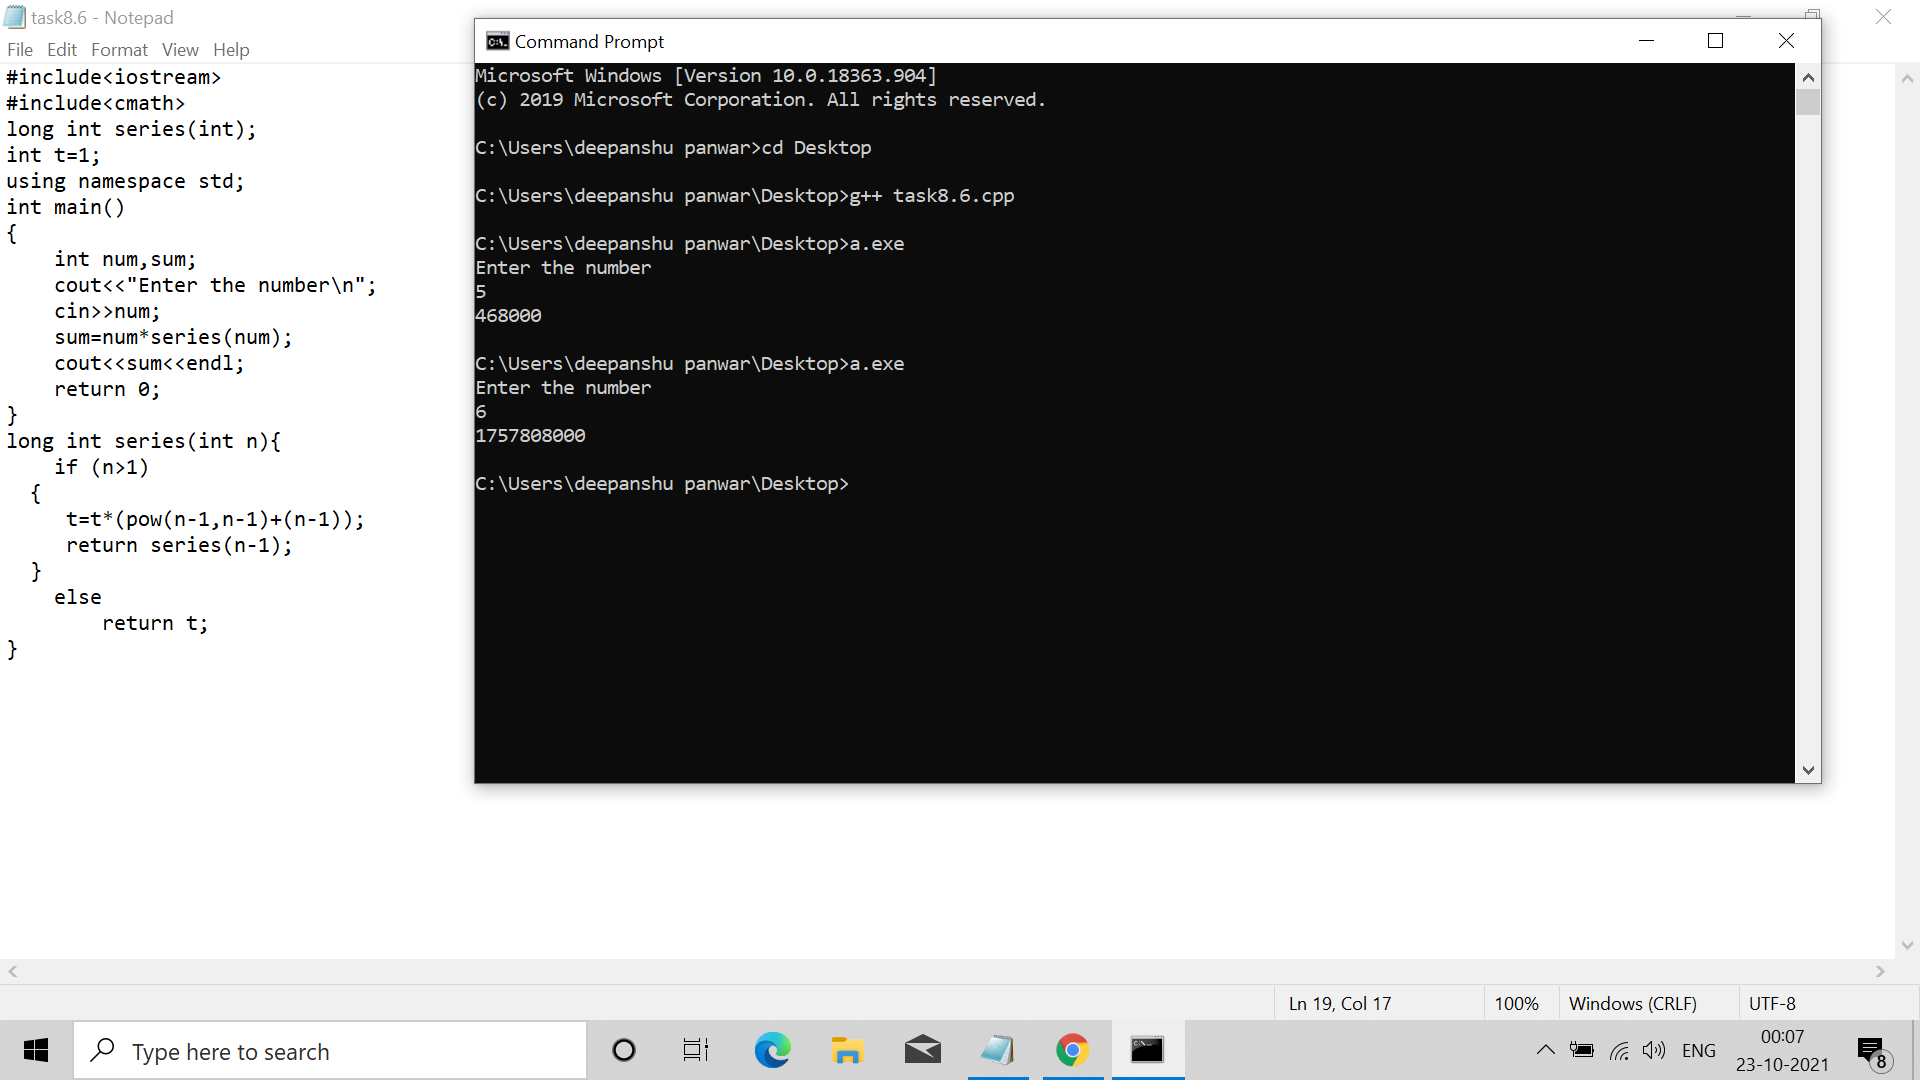 task8.6 - Notepad
File Edit Format View Help
#include<iostream>
#include<cmath>
long int series(int);
int t=1;
using namespace std;
int main()
{
    int num,sum;
    cout<<"Enter the number\n";
    cin>>num;
    sum=num*series(num);
    cout<<sum<<endl;
    return 0;
}
long int series(int n){
    if (n>1)
  {
     t=t*(pow(n-1,n-1)+(n-1));
     return series(n-1);
  }
    else
        return t;
}
Command Prompt
Microsoft Windows [Version 10.0.18363.904]
(c) 2019 Microsoft Corporation. All rights reserved.
C:\Users\deepanshu panwar>cd Desktop
C:\Users\deepanshu panwar\Desktop>g++ task8.6.cpp
C:\Users\deepanshu panwar\Desktop>a.exe
Enter the number
5
468000
C:\Users\deepanshu panwar\Desktop>a.exe
Enter the number
6
1757808000
C:\Users\deepanshu panwar\Desktop>
Ln 19, Col 17 100% Windows (CRLF) UTF-8
Type here to search
ENG
00:07
23-10-2021
8